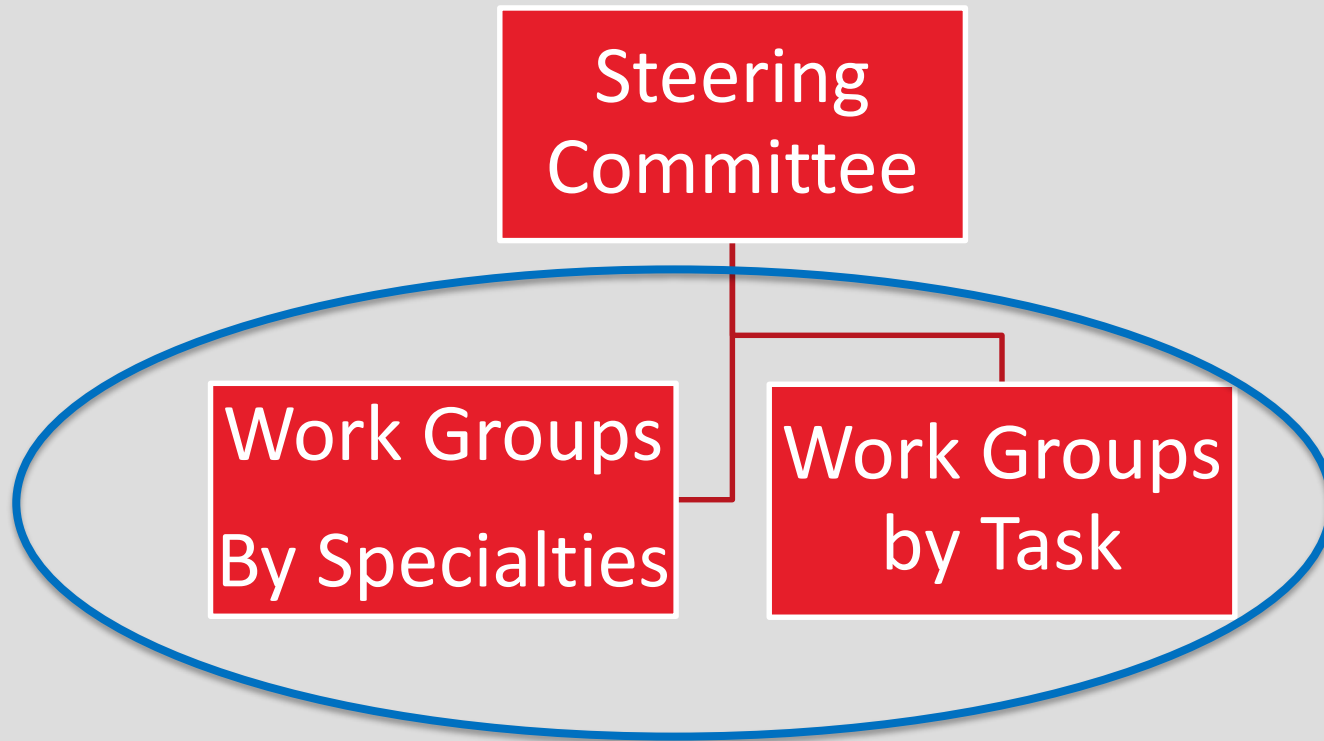 Steering
Committee
Work Groups
By Specialties
Work Groups
by Task